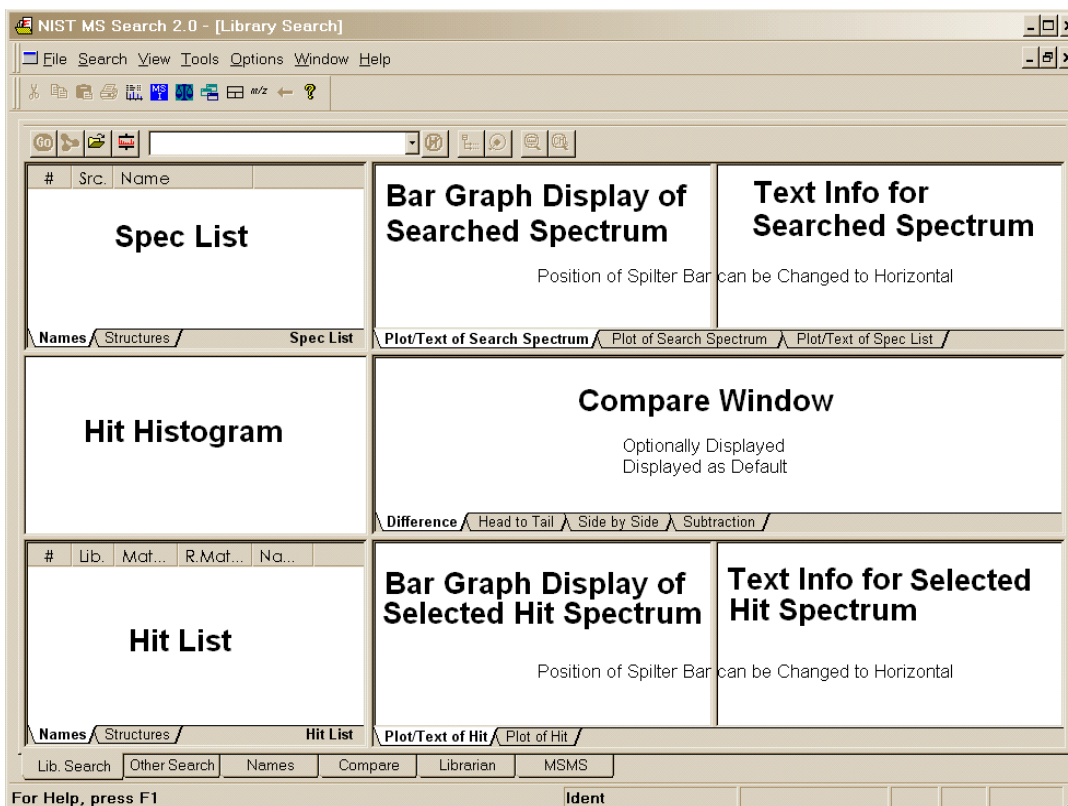 NIST MS Search 2.0 - [Library Search]
File Search View Tools Options Window Help
MS
I
m/z
?
GO
# Src. Name
Spec List
Names Structures Spec List
Bar Graph Display of
Searched Spectrum
Text Info for
Searched Spectrum
Position of Spilter Bar can be Changed to Horizontal
Plot/Text of Search Spectrum Plot of Search Spectrum Plot/Text of Spec List
Hit Histogram
Compare Window
Optionally Displayed
Displayed as Default
Difference Head to Tail Side by Side Subtraction
# Lib. Mat... R.Mat... Na...
Hit List
Names Structures Hit List
Bar Graph Display of
Selected Hit Spectrum
Text Info for Selected
Hit Spectrum
Position of Spilter Bar can be Changed to Horizontal
Plot/Text of Hit Plot of Hit
Lib. Search Other Search Names Compare Librarian MSMS
For Help, press F1 Ident